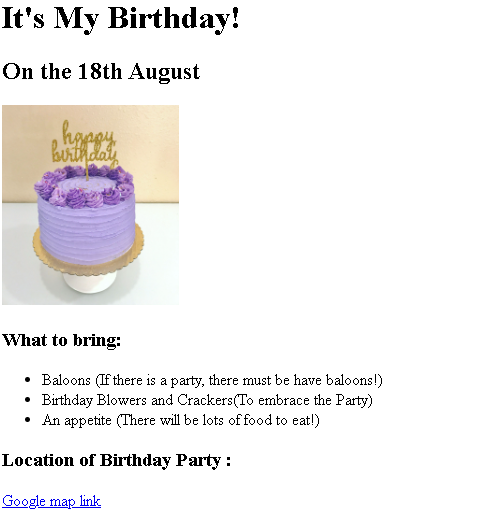 It's My Birthday!
On the 18th August
happy
birthday
What to bring:
Baloons (If there is a party, there must be have baloons!)
Birthday Blowers and Crackers(To embrace the Party)
An appetite (There will be lots of food to eat!)
Location of Birthday Party :
Google map link